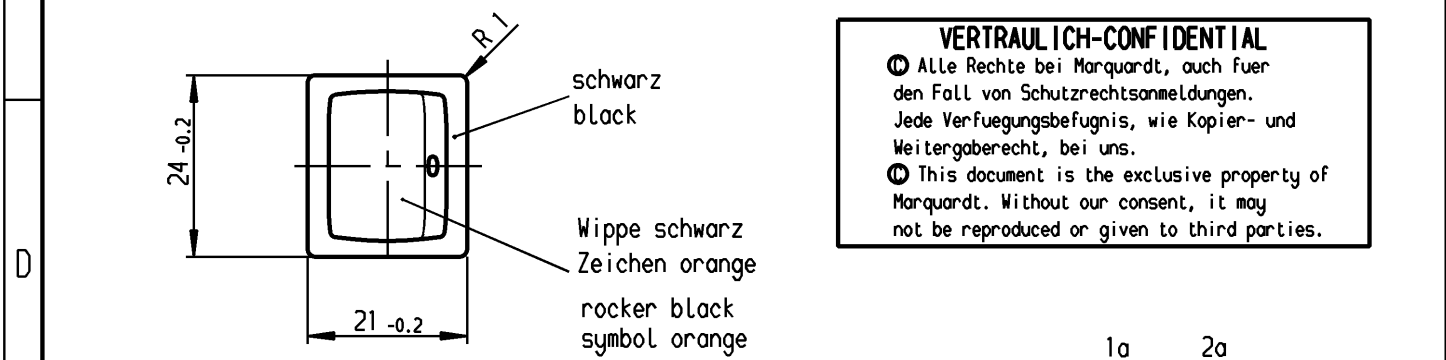 R 1
schwarz
black
24 -0.2
0
Wippe schwarz
Zeichen orange
rocker black
symbol orange
21 -0.2
D
VERTRAULICH-CONFIDENTIAL
© Alle Rechte bei Marquardt, auch fuer
den Fall von Schutzrechtsanmeldungen.
Jede Verfuegungsbefugnis, wie Kopier- und
Weitergaberecht, bei uns.
© This document is the exclusive property of
Marquardt. Without our consent, it may
not be reproduced or given to third parties.
1a 2a